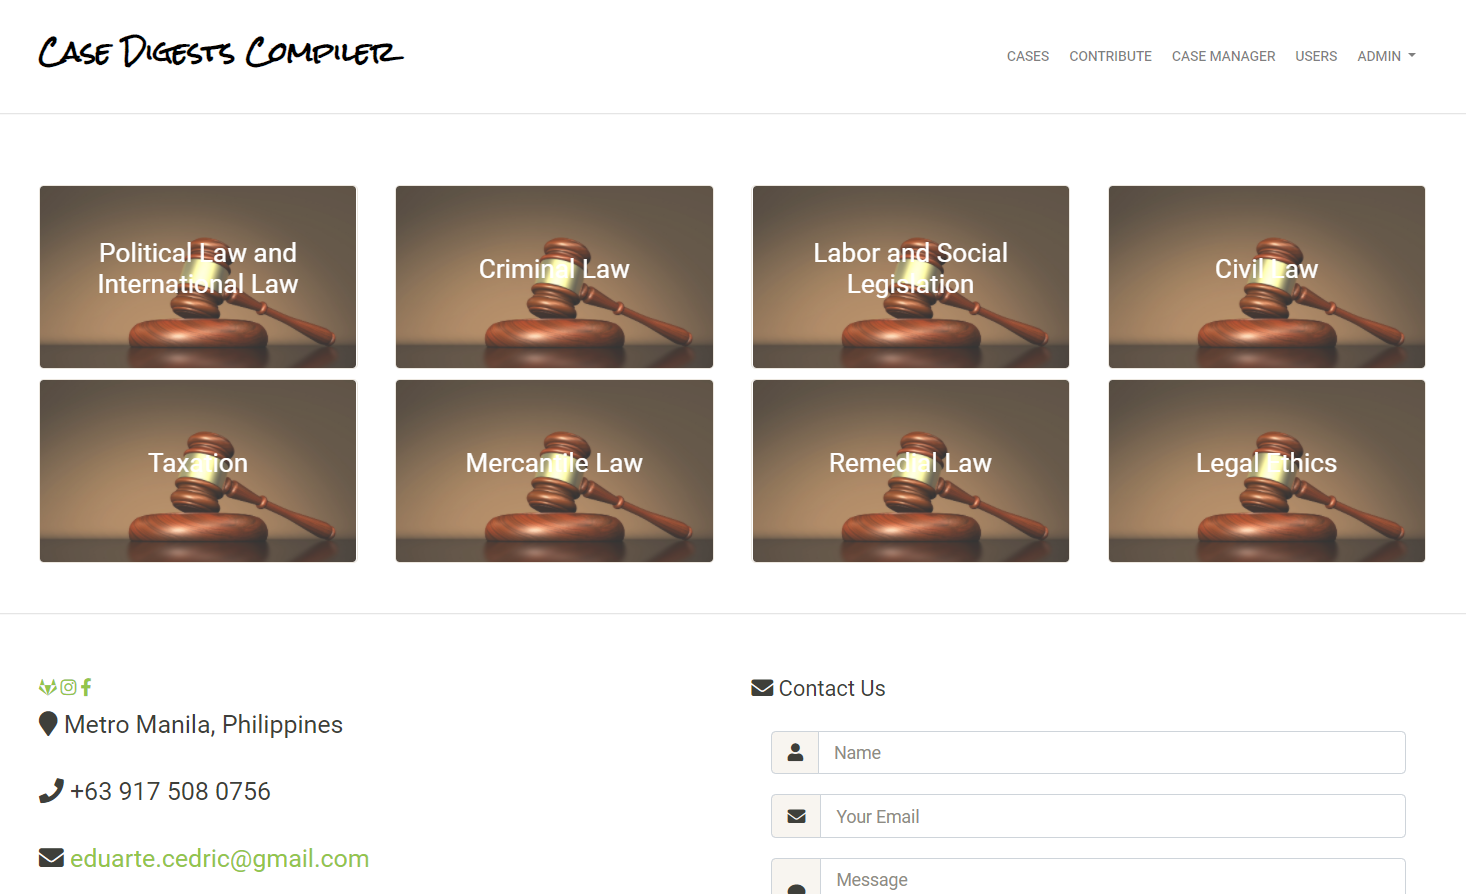 Case Digests Compiler
CASES CONTRIBUTE CASE MANAGER USERS ADMIN
Political Law and
International Law
Criminal Law
Labor and Social
Legislation
Civil Law
Taxation
Mercantile Law
Remedial Law
Legal Ethics
Metro Manila, Philippines
+63 917 508 0756
eduarte.cedric@gmail.com
Contact Us
Name
Your Email
Message